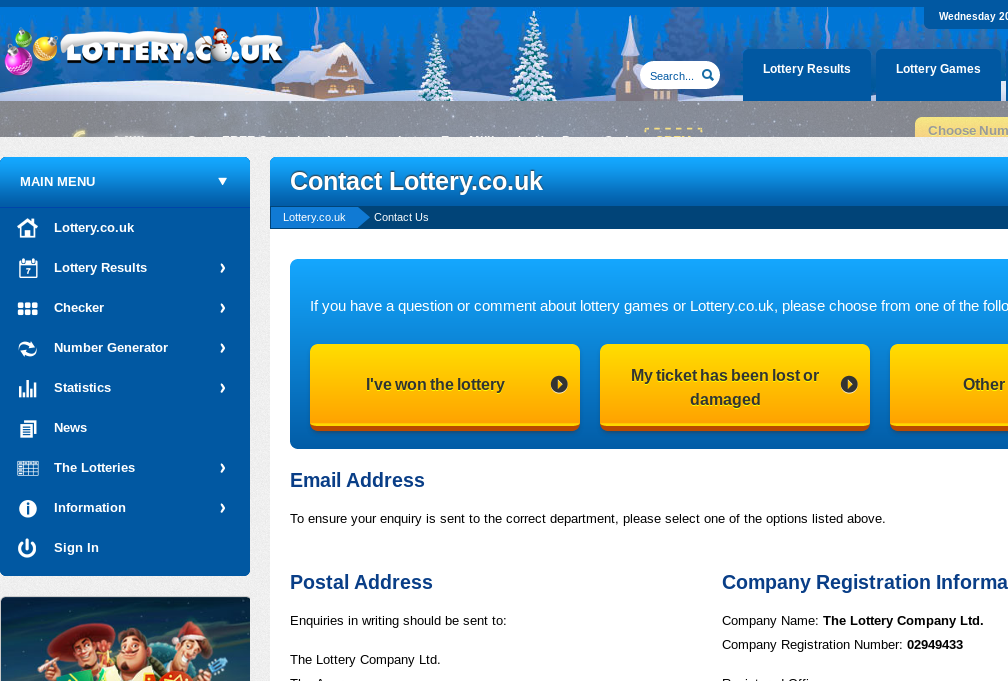 Wednesday 20
LOTTERY.CO.UK
Search...
Lottery Results
Lottery Games
Choose Num
MAIN MENU
Lottery.co.uk
Lottery Results
Checker
Number Generator
Statistics
News
The Lotteries
Information
Sign In
Contact Lottery.co.uk
Lottery.co.uk
Contact Us
If you have a question or comment about lottery games or Lottery.co.uk, please choose from one of the follo
I've won the lottery
My ticket has been lost or
damaged
Other
Email Address
To ensure your enquiry is sent to the correct department, please select one of the options listed above.
Postal Address
Enquiries in writing should be sent to:
The Lottery Company Ltd.
Company Registration Informa
Company Name: The Lottery Company Ltd.
Company Registration Number: 02949433